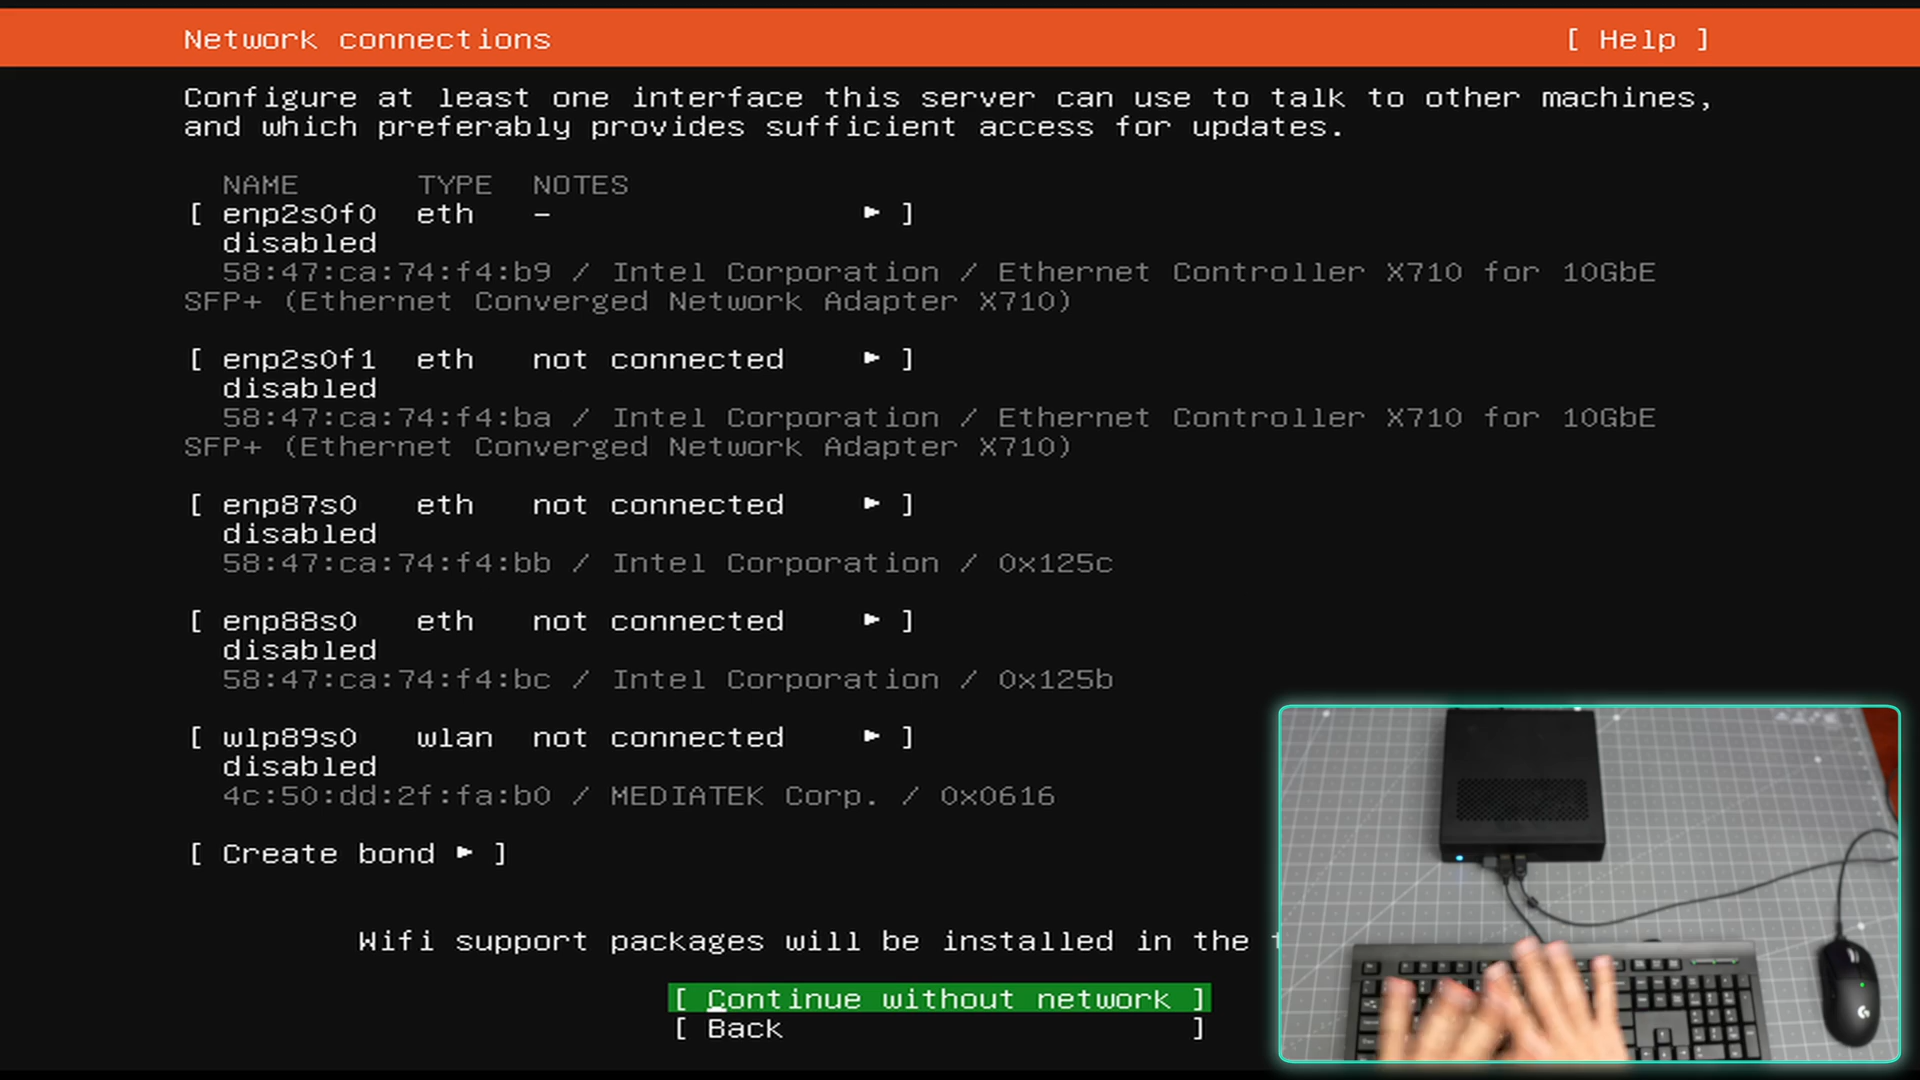 Network connections [ Help ]
Configure at least one interface this server can use to talk to other machines,
and which preferably provides sufficient access for updates.
NAME TYPE NOTES
[ enp2s0f0 eth – ▸ ]
disabled
58:47:ca:74:f4:b9 / Intel Corporation / Ethernet Controller X710 for 10GbE
SFP+ (Ethernet Converged Network Adapter X710)
[ enp2s0f1 eth not connected ▸ ]
disabled
58:47:ca:74:f4:ba / Intel Corporation / Ethernet Controller X710 for 10GbE
SFP+ (Ethernet Converged Network Adapter X710)
[ enp87s0 eth not connected ▸ ]
disabled
58:47:ca:74:f4:bb / Intel Corporation / 0x125c
[ enp88s0 eth not connected ▸ ]
disabled
58:47:ca:74:f4:bc / Intel Corporation / 0x125b
[ wlp89s0 wlan not connected ▸ ]
disabled
4c:50:dd:2f:fa:b0 / MEDIATEK Corp. / 0x0616
[ Create bond ▸ ]
Wifi support packages will be installed in the
[ Continue without network ]
[ Back ]